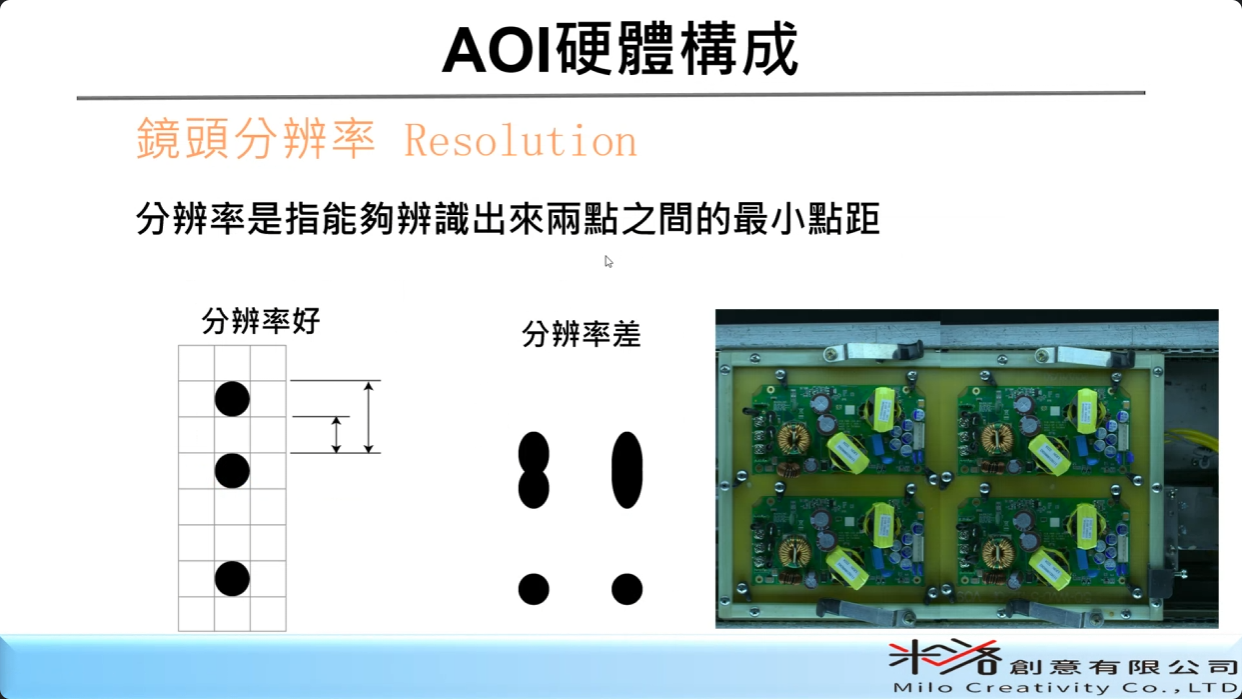 AOI硬體構成
鏡頭分辨率 Resolution
分辨率是指能夠辨識出來兩點之間的最小點距
分辨率好
分辨率差
米洛創意有限公司
Milo Creativity Co.,LTD